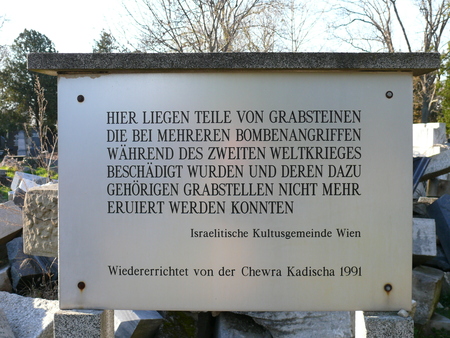 HIER LIEGEN TEILE VON GRABSTEINEN
DIE BEI MEHREREN BOMBENANGRIFFEN
WÄHREND DES ZWEITEN WELTKRIEGES
BESCHÄDIGT WURDEN UND DEREN DAZU
GEHÖRIGEN GRABSTELLEN NICHT MEHR
ERUIERT WERDEN KONNTEN
Israelitische Kultusgemeinde Wien
Wiedererrichtet von der Chewra Kadischa 1991